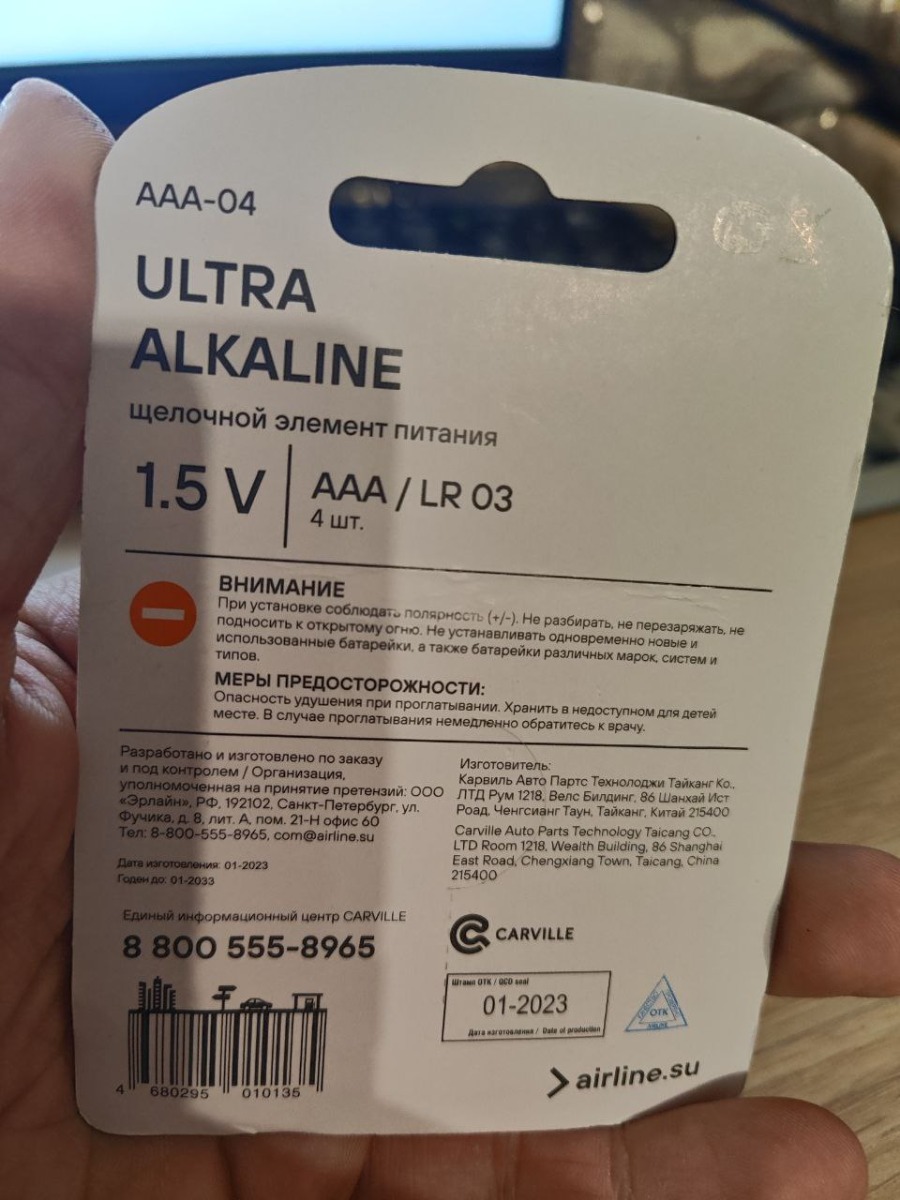 AAA-04
ULTRA
ALKALINE
щелочной элемент питания
1.5 V
AAA / LR 03
4 шт.
ВНИМАНИЕ
При установке соблюдать полярность (+/-). Не разбирать, не перезаряжать, не
подносить к открытому огню. Не устанавливать одновременно новые и
использованные батарейки, а также батарейки различных марок, систем и
типов.
МЕРЫ ПРЕДОСТОРОЖНОСТИ:
Опасность удушения при проглатывании. Хранить в недоступном для детей
месте. В случае проглатывания немедленно обратитесь к врачу.
Разработано и изготовлено по заказу
и под контролем / Организация,
уполномоченная на принятие претензий: ООО
«Эрлайн», РФ, 192102, Санкт-Петербург, ул.
Фучика, д. 8, лит. А, пом. 21-Н офис 60
Тел: 8-800-555-8965, com@airline.su
Дата изготовления: 01-2023
Годен до: 01-2033
Единый информационный центр CARVILLE
8 800 555-8965
4 680295 010135
Изготовитель:
Карвиль Авто Партс Технолоджи Тайканг Ко.,
ЛТД Рум 1218, Велс Билдинг, 86 Шанхай Ист
Роад, Ченгсианг Таун, Тайканг, Китай 215400
Carville Auto Parts Technology Taicang CO.,
LTD Room 1218, Wealth Building, 86 Shanghai
East Road, Chengxiang Town, Taicang, China
215400
CARVILLE
Штамп ОТК / QCD seal
01-2023
Дата изготовления / Date of production
ОТК
airline.su